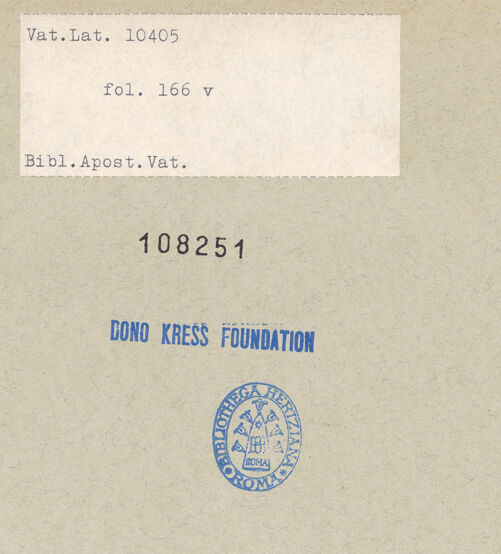 Vat.Lat. 10405
fol. 166 v
Bibl.Apost.Vat.
108251
DONO KRESS FOUNDATION
BIBLIOTHECA HERTZIANA
ROMA
ROMA